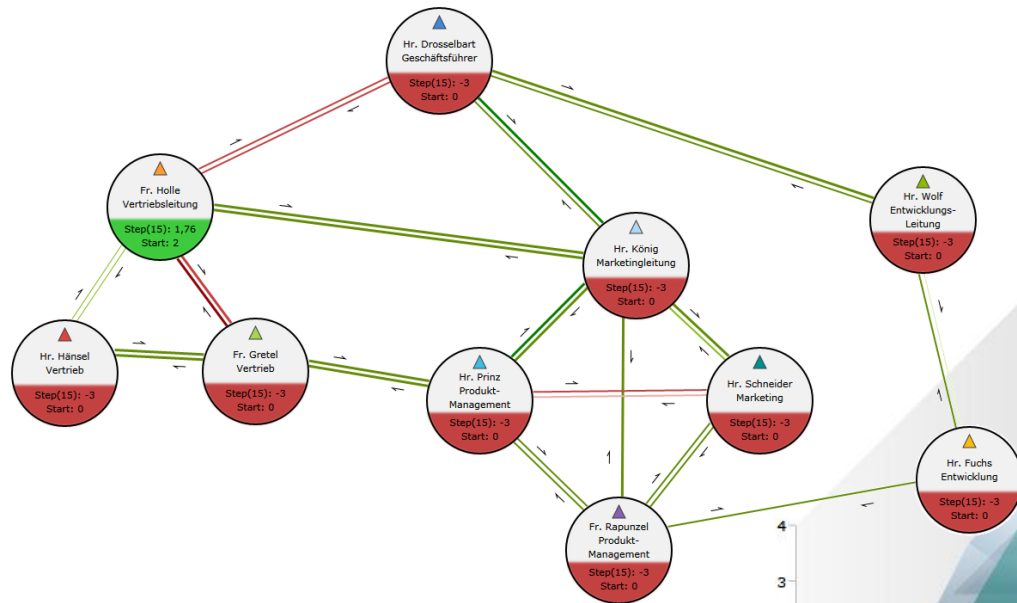 Hr. Drosselbart
Geschäftsführer
Step(15): -3
Start: 0
Fr. Holle
Vertriebsleitung
Step(15): 1,76
Start: 2
Hr. Wolf
Entwicklungs-
Leitung
Step(15): -3
Start: 0
Hr. König
Marketingleitung
Step(15): -3
Start: 0
Hr. Hänsel
Vertrieb
Step(15): -3
Start: 0
Fr. Gretel
Vertrieb
Step(15): -3
Start: 0
Hr. Prinz
Produkt-
Management
Step(15): -3
Start: 0
Hr. Schneider
Marketing
Step(15): -3
Start: 0
Hr. Fuchs
Entwicklung
Step(15): -3
Start: 0
Fr. Rapunzel
Produkt-
Management
Step(15): -3
Start: 0
4
3